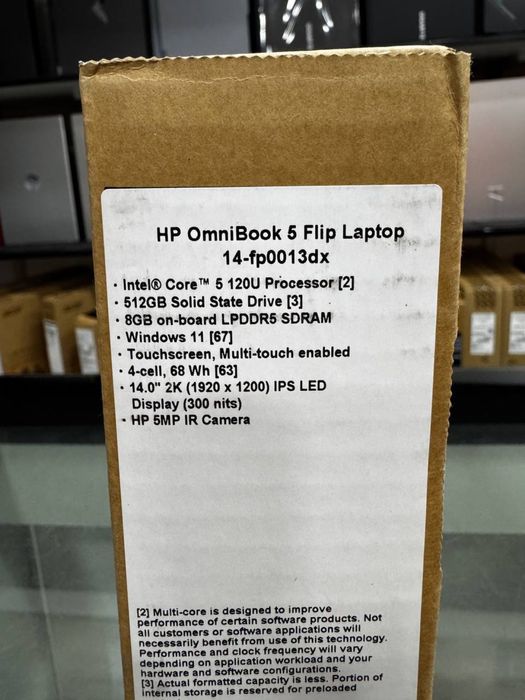 HP OmniBook 5 Flip Laptop
14-fp0013dx
· Intel® Core™ 5 120U Processor [2]
· 512GB Solid State Drive [3]
· 8GB on-board LPDDR5 SDRAM
· Windows 11 [67]
· Touchscreen, Multi-touch enabled
· 4-cell, 68 Wh [63]
· 14.0" 2K (1920 x 1200) IPS LED
Display (300 nits)
· HP 5MP IR Camera
[2] Multi-core is designed to improve
performance of certain software products. Not
all customers or software applications will
necessarily benefit from use of this technology.
Performance and clock frequency will vary
depending on application workload and your
hardware and software configurations.
[3] Actual formatted capacity is less. Portion of
internal storage is reserved for preloaded